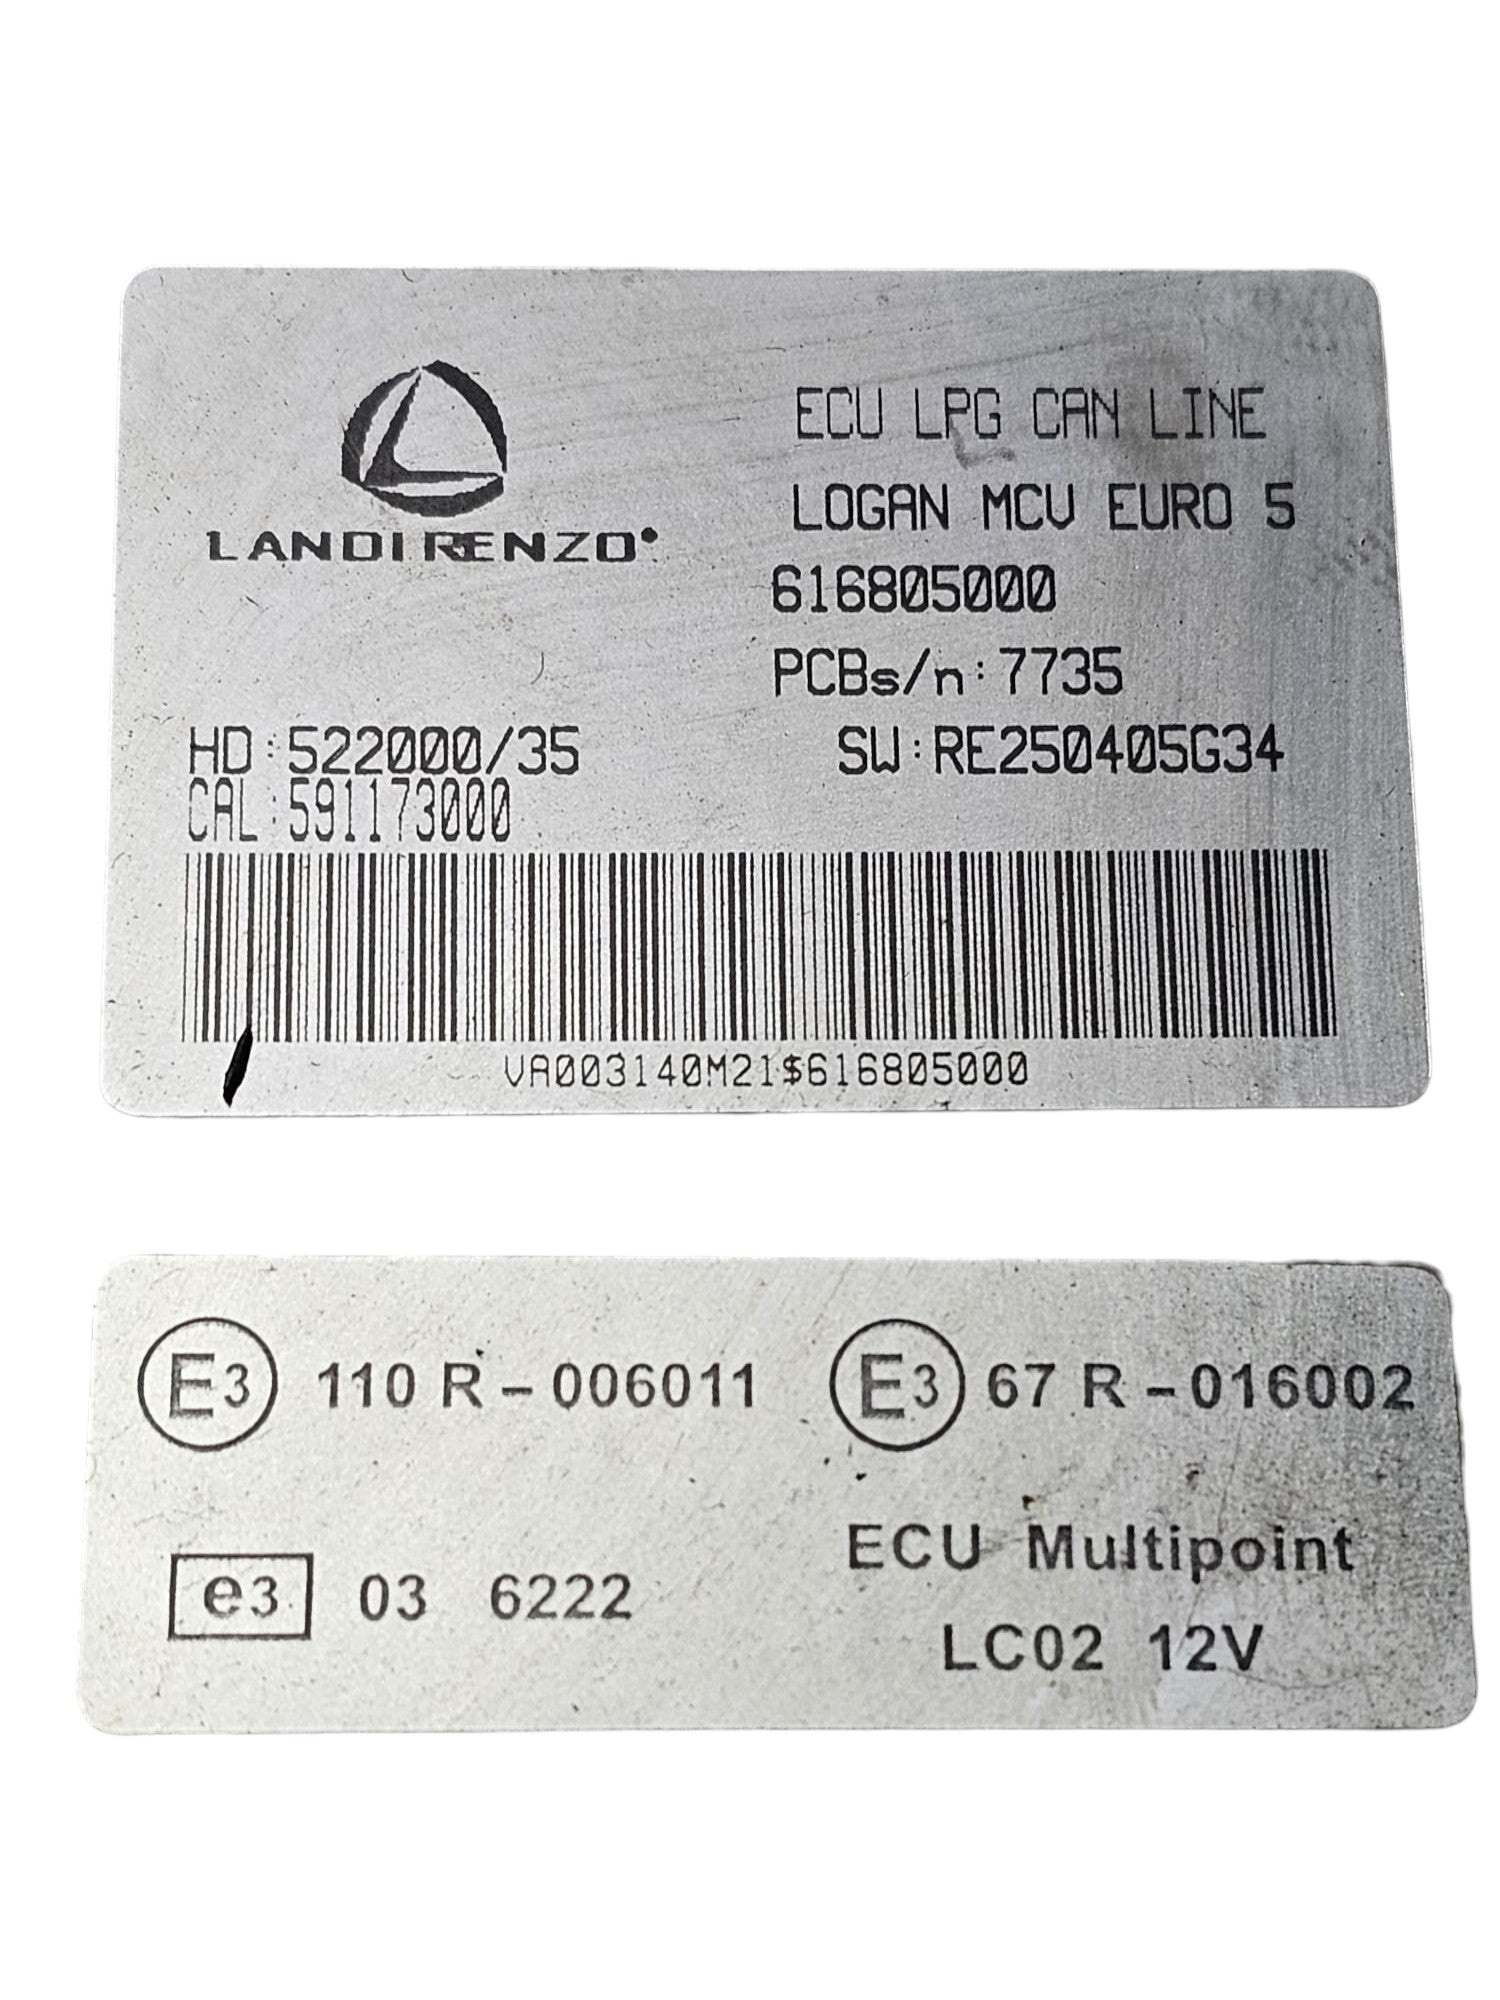 LANDIRENZO
ECU LPG CAN LINE
LOGAN MCV EURO 5
616805000
PCBs/n:7735
HD:522000/35 SW:RE250405G34
CAL:591173000
VA003140M21$616805000
E3 110 R-006011 E3 67 R-016002
e3 03 6222
ECU Multipoint
LC02 12V